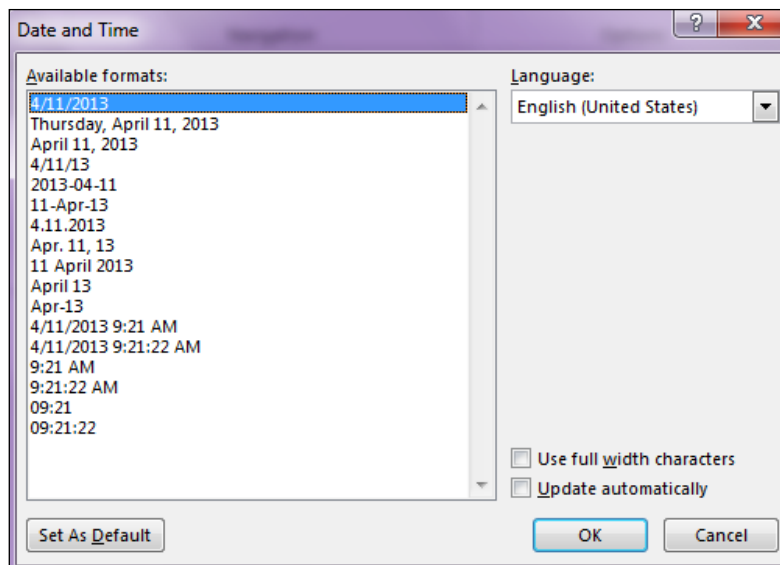 Date and Time
?
Available formats:
4/11/2013
Thursday, April 11, 2013
April 11, 2013
4/11/13
2013-04-11
11-Apr-13
4.11.2013
Apr. 11, 13
11 April 2013
April 13
Apr-13
4/11/2013 9:21 AM
4/11/2013 9:21:22 AM
9:21 AM
9:21:22 AM
09:21
09:21:22
Language:
English (United States)
Use full width characters
Update automatically
Set As Default
OK
Cancel